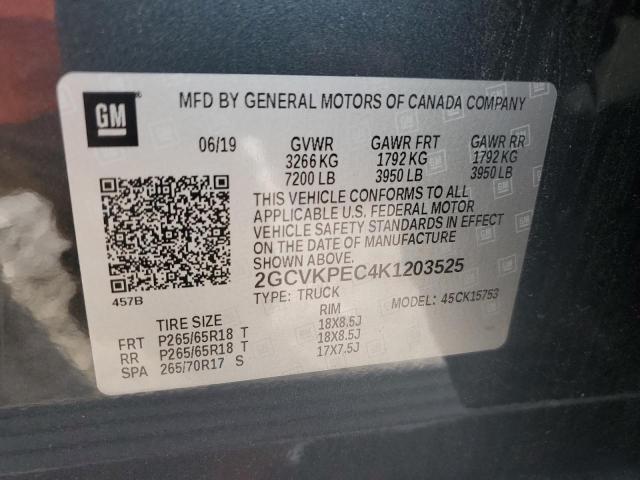 GM
MFD BY GENERAL MOTORS OF CANADA COMPANY
06/19 GVWR GAWR FRT GAWR RR
3266 KG 1792 KG 1792 KG
7200 LB 3950 LB 3950 LB
THIS VEHICLE CONFORMS TO ALL
APPLICABLE U.S. FEDERAL MOTOR
VEHICLE SAFETY STANDARDS IN EFFECT
ON THE DATE OF MANUFACTURE
SHOWN ABOVE.
2GCVKPEC4K1203525
457B
TYPE: TRUCK MODEL: 45CK15753
TIRE SIZE RIM
FRT P265/65R18 T 18X8.5J
RR P265/65R18 T 18X8.5J
SPA 265/70R17 S 17X7.5J